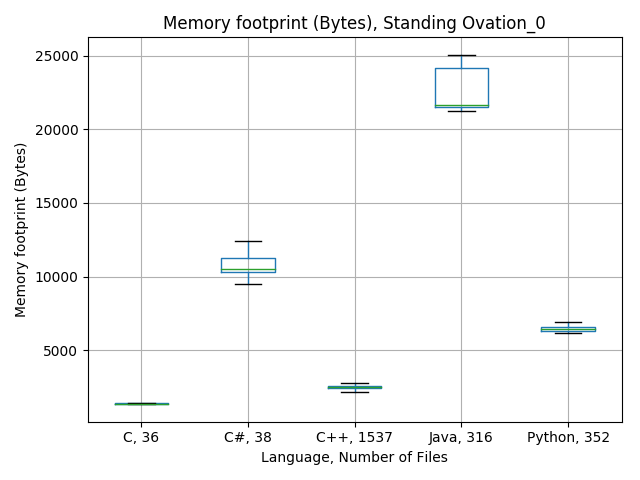 Memory footprint (Bytes), Standing Ovation_0
25000
20000
15000
10000
5000
Memory footprint (Bytes)
C, 36
C#, 38
C++, 1537
Java, 316
Python, 352
Language, Number of Files